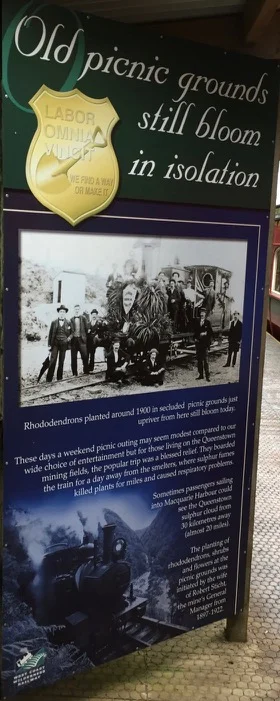 Old picnic grounds
still bloom
in isolation
LABOR
OMNIA
VINCIT
WE FIND A WAY
OR MAKE IT
Rhododendrons planted around 1900 in secluded picnic grounds just
upriver from here still bloom today.
These days a weekend picnic outing may seem modest compared to our
wide choice of entertainment but for those living on the Queenstown
mining fields, the popular trip was a blessed relief. They boarded
the train for a day away from the smelters, where sulphur fumes
killed plants for miles and caused respiratory problems.
Sometimes passengers sailing
into Macquarie Harbour could
see the Queenstown
sulphur cloud from
30 kilometres away
(almost 20 miles).
The planting of
rhododendrons, shrubs
and flowers at the
picnic grounds was
initiated by the wife
of Robert Sticht,
the mine's General
Manager from
1897-1922.
WEST COAST
WILDERNESS
RAILWAY